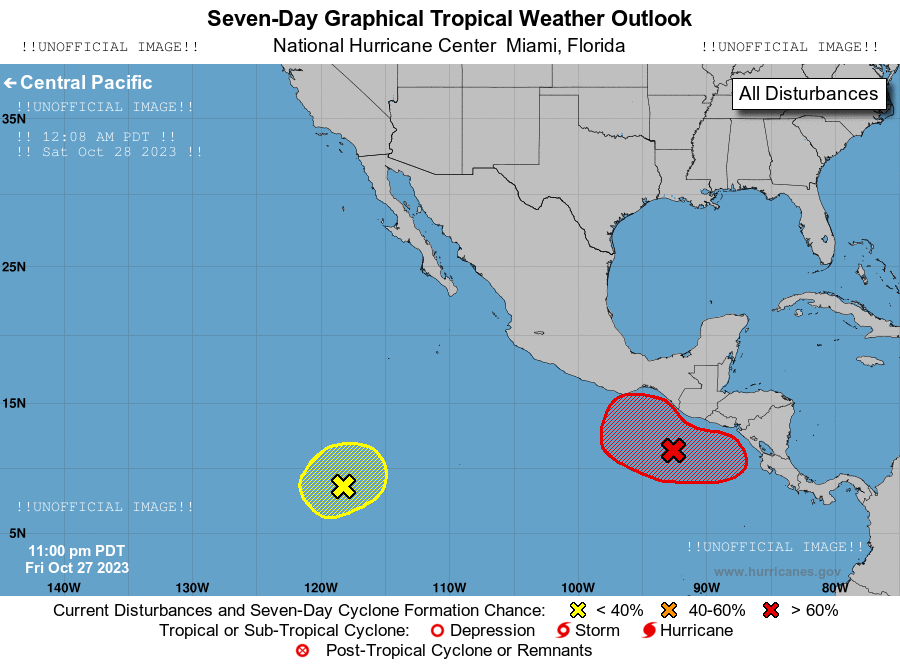 Seven-Day Graphical Tropical Weather Outlook
!!UNOFFICIAL IMAGE!! National Hurricane Center Miami, Florida !!UNOFFICIAL IMAGE!!
← Central Pacific
All Disturbances
!!UNOFFICIAL IMAGE!!
35N
!! 12:08 AM PDT !!
!! Sat Oct 28 2023 !!
25N
15N
!!UNOFFICIAL IMAGE!!
5N
!!UNOFFICIAL IMAGE!!
11:00 pm PDT
Fri Oct 27 2023
www.hurricanes.gov
140W 130W 120W 110W 100W 90W 80W
Current Disturbances and Seven-Day Cyclone Formation Chance: < 40% 40-60% > 60%
Tropical or Sub-Tropical Cyclone: Depression Storm Hurricane
Post-Tropical Cyclone or Remnants